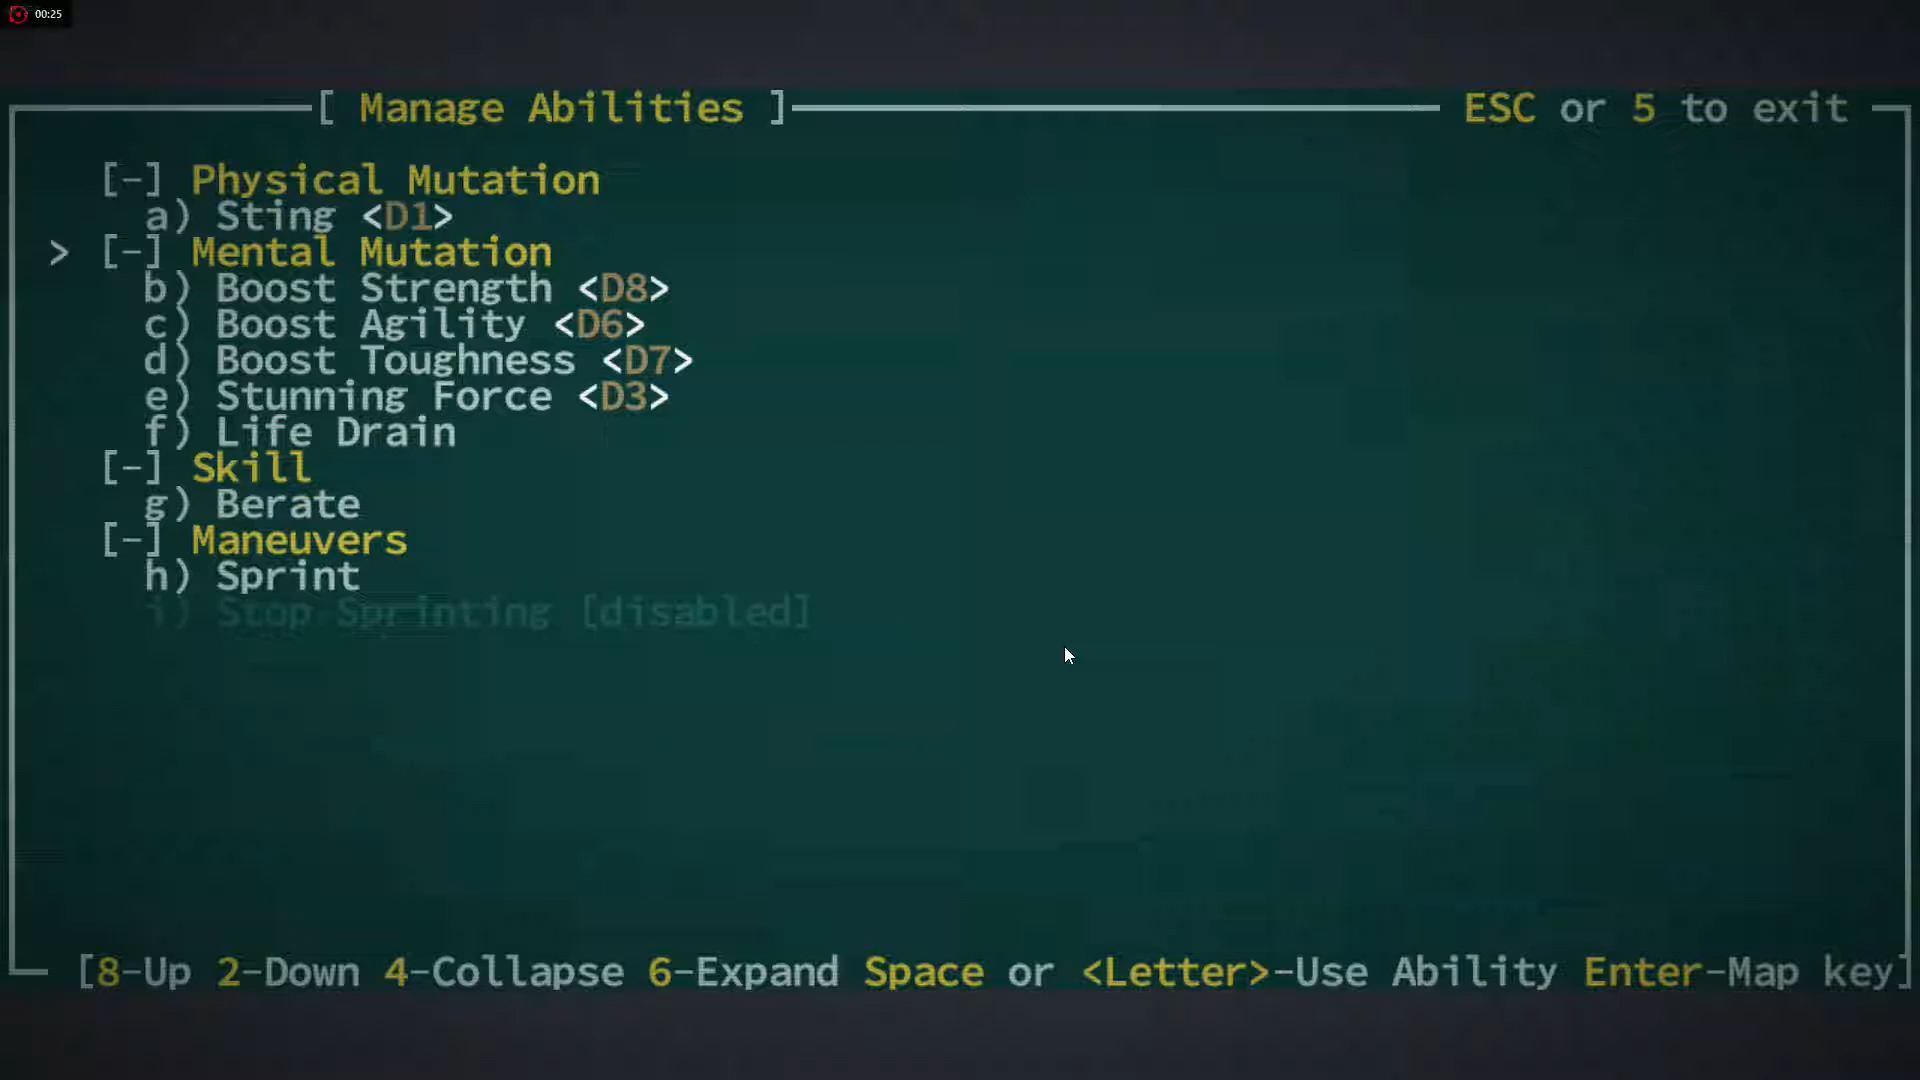 00:25
[ Manage Abilities ] ESC or 5 to exit
[-] Physical Mutation
a) Sting <D1>
> [-] Mental Mutation
b) Boost Strength <D8>
c) Boost Agility <D6>
d) Boost Toughness <D7>
e) Stunning Force <D3>
f) Life Drain
[-] Skill
g) Berate
[-] Maneuvers
h) Sprint
i) Stop Sprinting [disabled]
[8-Up 2-Down 4-Collapse 6-Expand Space or <Letter>-Use Ability Enter-Map key]